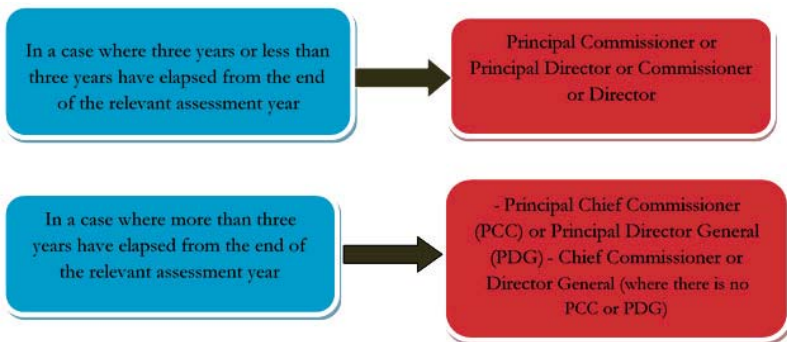 In a case where three years or less than
three years have elapsed from the end
of the relevant assessment year
Principal Commissioner or
Principal Director or Commissioner
or Director
In a case where more than three
years have elapsed from the end of
the relevant assessment year
- Principal Chief Commissioner
(PCC) or Principal Director General
(PDG) - Chief Commissioner or
Director General (where there is no
PCC or PDG)